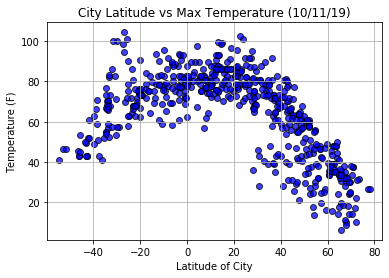 City Latitude vs Max Temperature (10/11/19)
Temperature (F)
100
80
60
40
20
−40 −20 0 20 40 60 80
Latitude of City